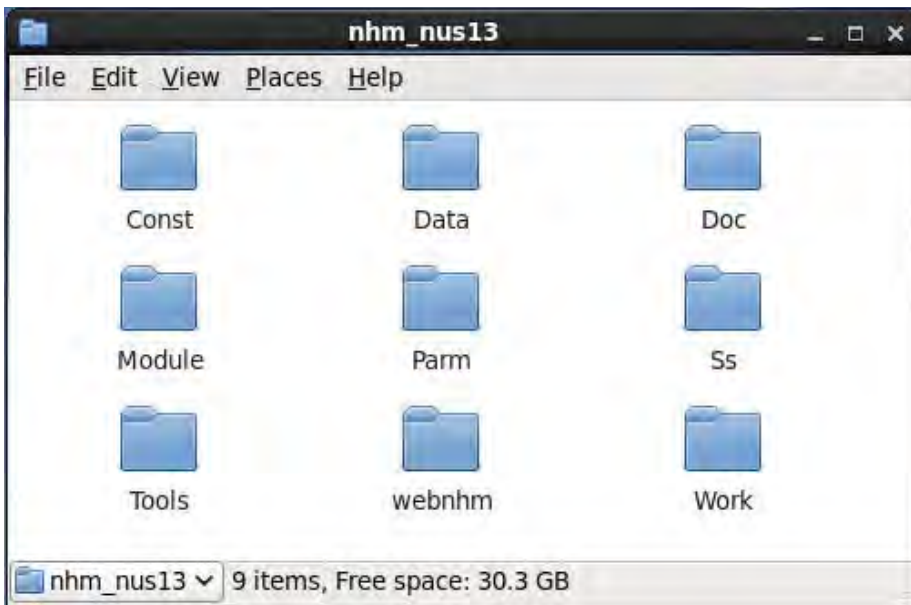 nhm_nus13
File Edit View Places Help
Const Data Doc
Module Parm Ss
Tools webnhm Work
nhm_nus13 9 items, Free space: 30.3 GB